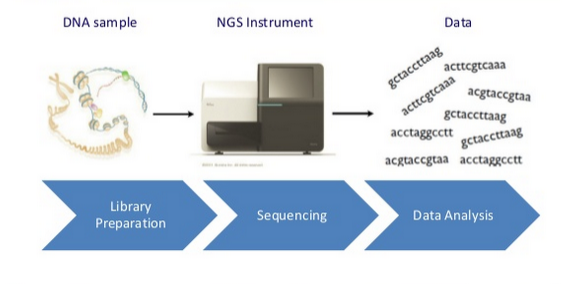 DNA sample
NGS Instrument
Data
gctaccttaag
acttcgtcaaa
acttcgtcaaa
acgtaccgtaa
gctaccttaag
acctaggcctt
gctaccttaag
acgtaccgtaa
acctaggcctt
Library
Preparation
Sequencing
Data Analysis